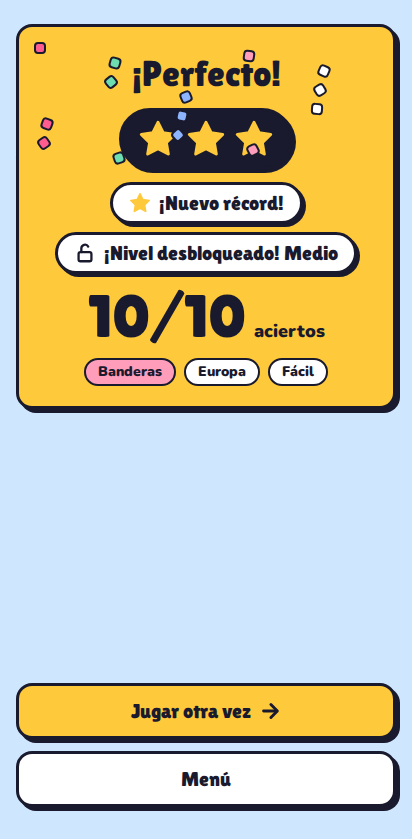 ¡Perfecto!
¡Nuevo récord!
¡Nivel desbloqueado! Medio
10/10 aciertos
Banderas Europa Fácil
Jugar otra vez →
Menú